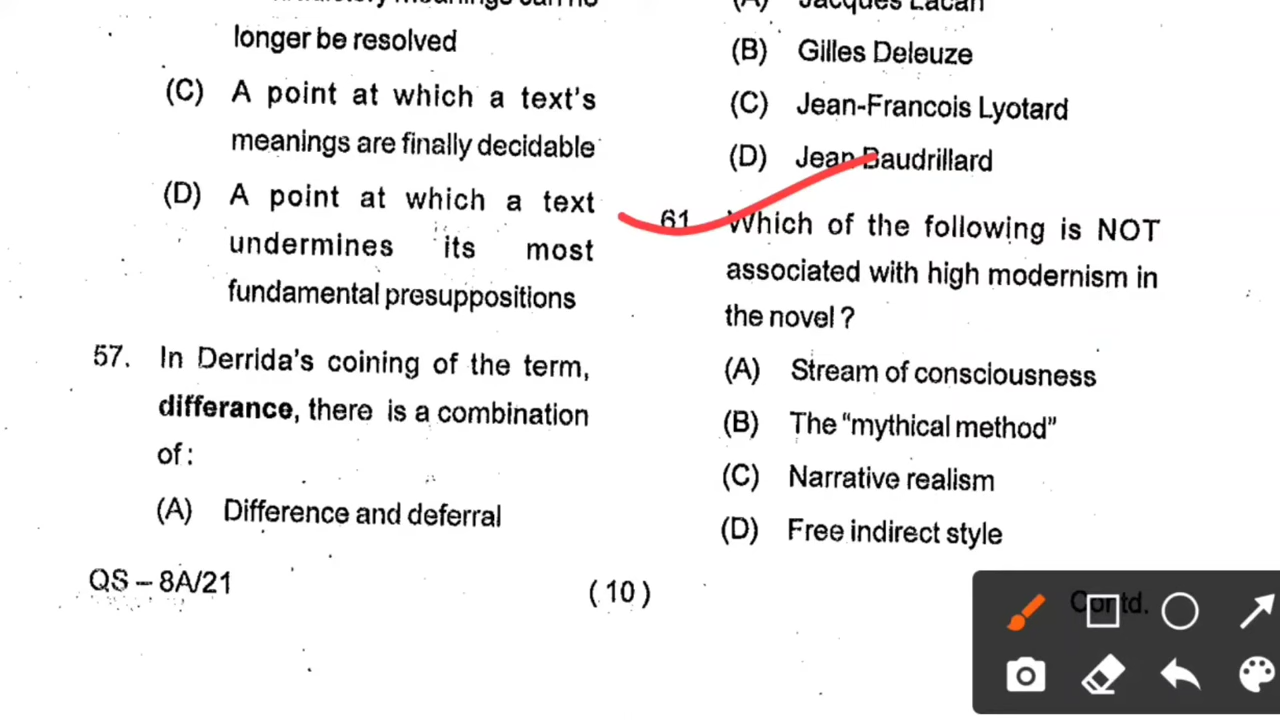 longer be resolved
(C) A point at which a text's
meanings are finally decidable
(D) A point at which a text
undermines its most
fundamental presuppositions
57. In Derrida's coining of the term,
differance, there is a combination
of :
(A) Difference and deferral
QS – 8A/21
(A) Jacques Lacan
(B) Gilles Deleuze
(C) Jean-Francois Lyotard
(D) Jean Baudrillard
61 Which of the following is NOT
associated with high modernism in
the novel ?
(A) Stream of consciousness
(B) The “mythical method”
(C) Narrative realism
(D) Free indirect style
( 10 )
Contd.